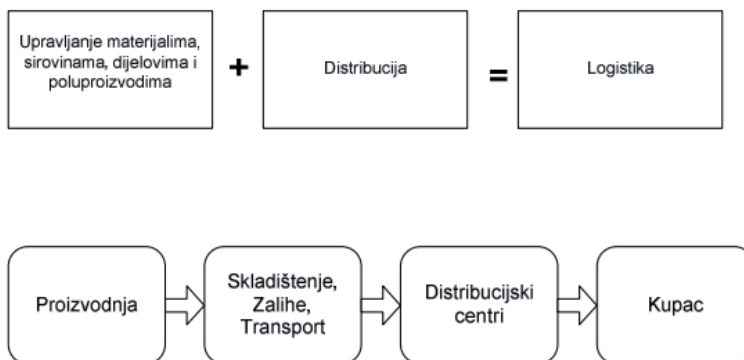 Upravljanje materijalima,
sirovinama, dijelovima i
poluproizvodima
+
Distribucija
=
Logistika
Proizvodnja
Skladištenje,
Zalihe,
Transport
Distribucijski
centri
Kupac